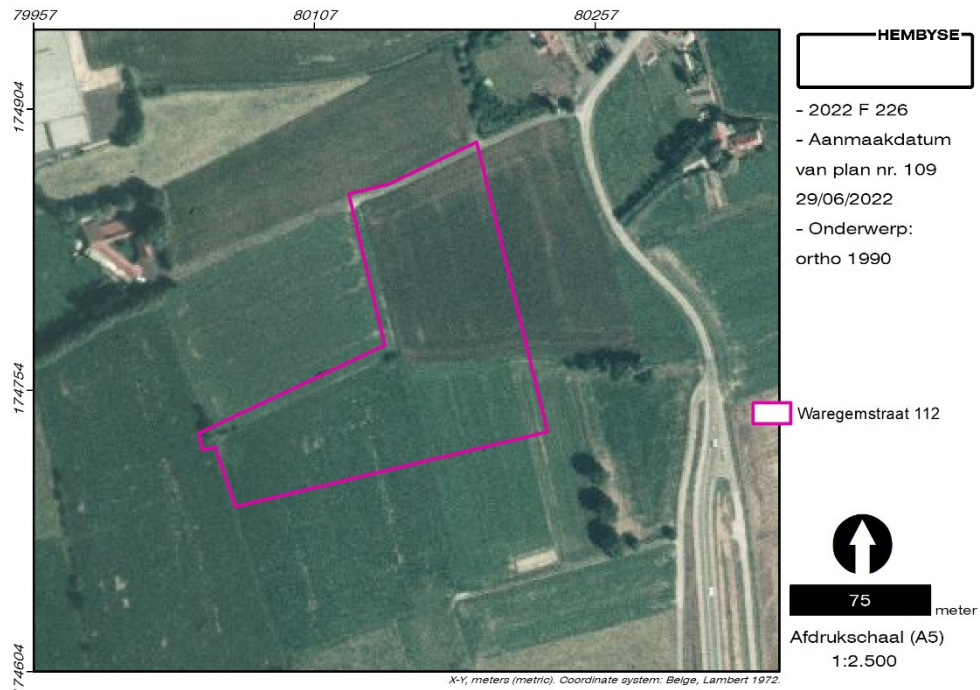 79957
80107
80257
174904
174754
174604
HEMBYSE
- 2022 F 226
- Aanmaakdatum
van plan nr. 109
29/06/2022
- Onderwerp:
ortho 1990
Waregemstraat 112
75
meter
Afdrukschaal (A5)
1:2.500
X-Y, meters (metric). Coordinate system: Belge, Lambert 1972.